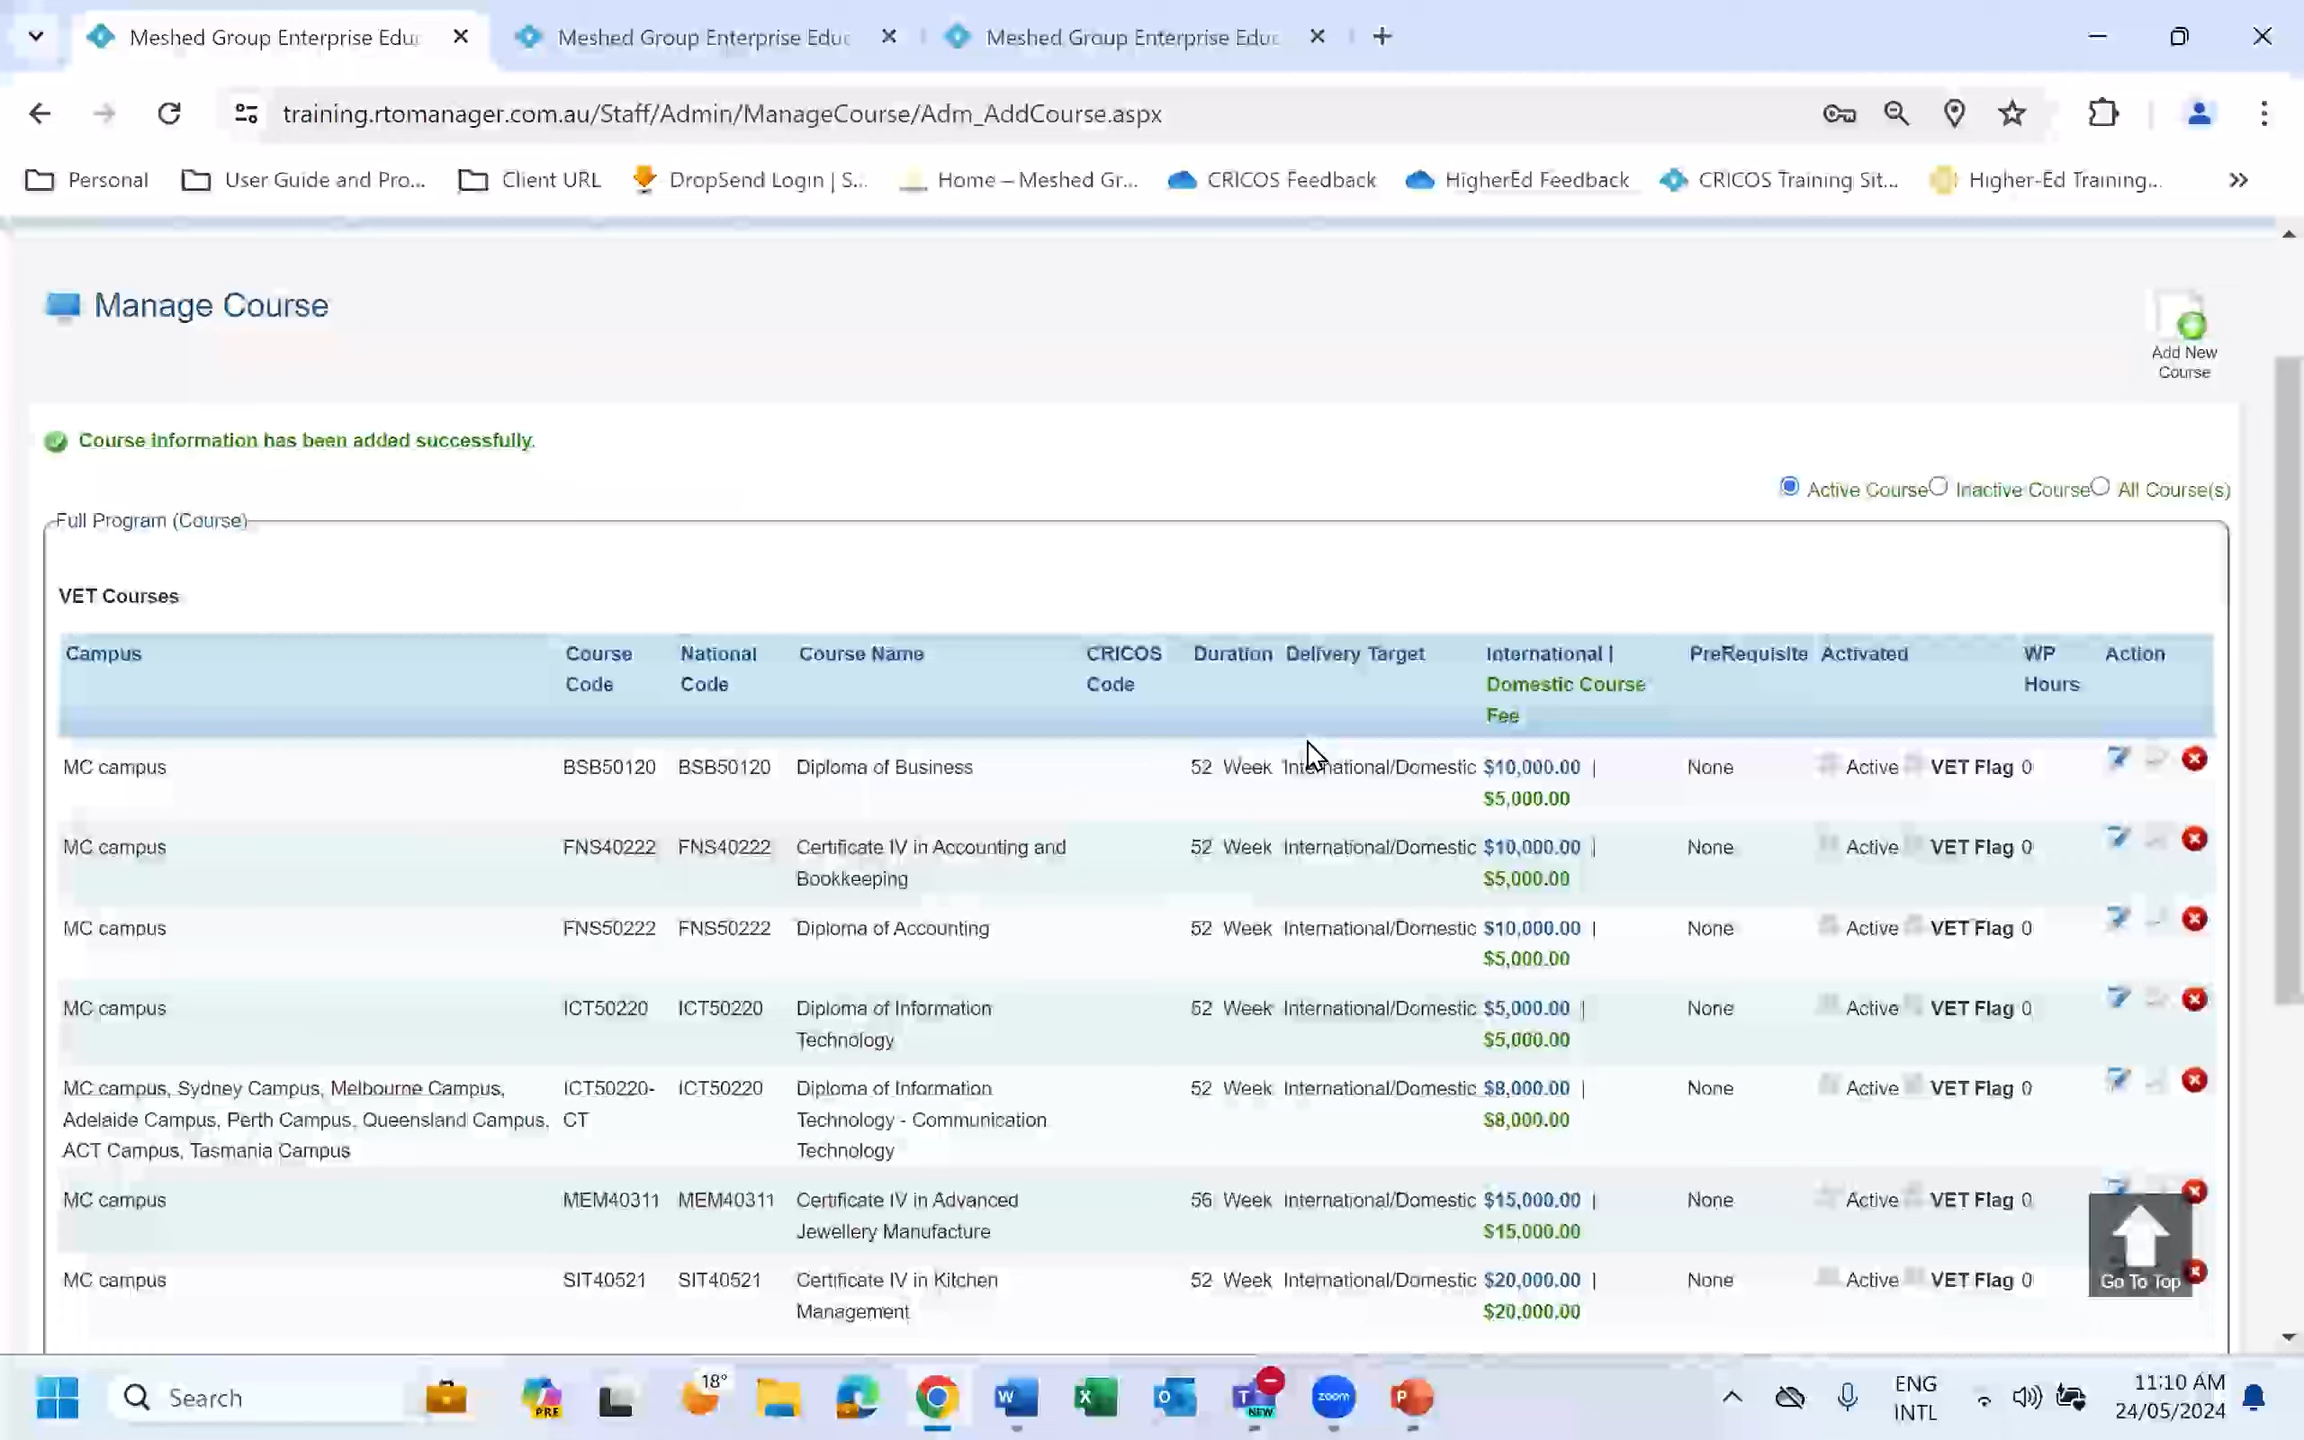 Meshed Group Enterprise Edu
Meshed Group Enterprise Educ
Meshed Group Enterprise Educ
training.rtomanager.com.au/Staff/Admin/ManageCourse/Adm_AddCourse.aspx
Personal
User Guide and Pro...
Client URL
DropSend Login | S...
Home – Meshed Gr...
CRICOS Feedback
HigherEd Feedback
CRICOS Training Sit...
Higher-Ed Training...
Manage Course
Add New
Course
Course information has been added successfully.
Active Course Inactive Course All Course(s)
Full Program (Course)
VET Courses
Campus Course Code National Code Course Name CRICOS Code Duration Delivery Target International | Domestic Course Fee PreRequisite Activated WP Hours Action
MC campus BSB50120 BSB50120 Diploma of Business 52 Week International/Domestic $10,000.00 | None Active VET Flag 0
$5,000.00
MC campus FNS40222 FNS40222 Certificate IV in Accounting and 52 Week International/Domestic $10,000.00 | None Active VET Flag 0
Bookkeeping $5,000.00
MC campus FNS50222 FNS50222 Diploma of Accounting 52 Week International/Domestic $10,000.00 | None Active VET Flag 0
$5,000.00
MC campus ICT50220 ICT50220 Diploma of Information 52 Week International/Domestic $5,000.00 | None Active VET Flag 0
Technology $5,000.00
MC campus, Sydney Campus, Melbourne Campus, ICT50220- ICT50220 Diploma of Information 52 Week International/Domestic $8,000.00 | None Active VET Flag 0
Adelaide Campus, Perth Campus, Queensland Campus, CT Technology - Communication $8,000.00
ACT Campus, Tasmania Campus Technology
MC campus MEM40311 MEM40311 Certificate IV in Advanced 56 Week International/Domestic $15,000.00 | None Active VET Flag 0
Jewellery Manufacture $15,000.00
MC campus SIT40521 SIT40521 Certificate IV in Kitchen 52 Week International/Domestic $20,000.00 | None Active VET Flag 0
Management $20,000.00
Go To Top
Search
PRE
18°
W
X
O
T
NEW
zoom
P
ENG
INTL
11:10 AM
24/05/2024